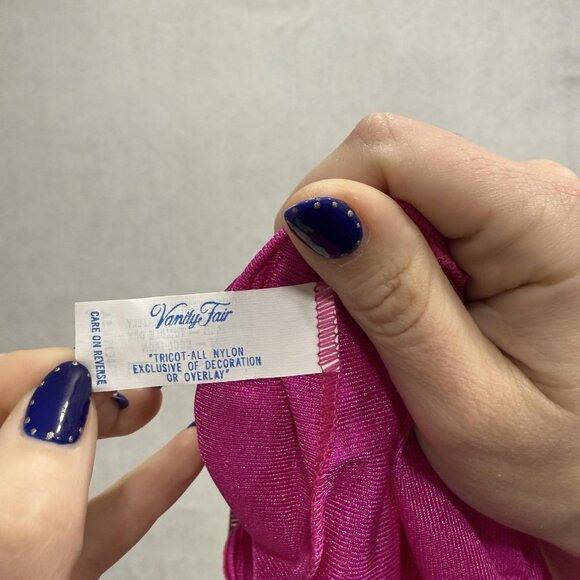 Vanity Fair
"TRICOT-ALL NYLON
EXCLUSIVE OF DECORATION
OR OVERLAY"
CARE ON REVERSE